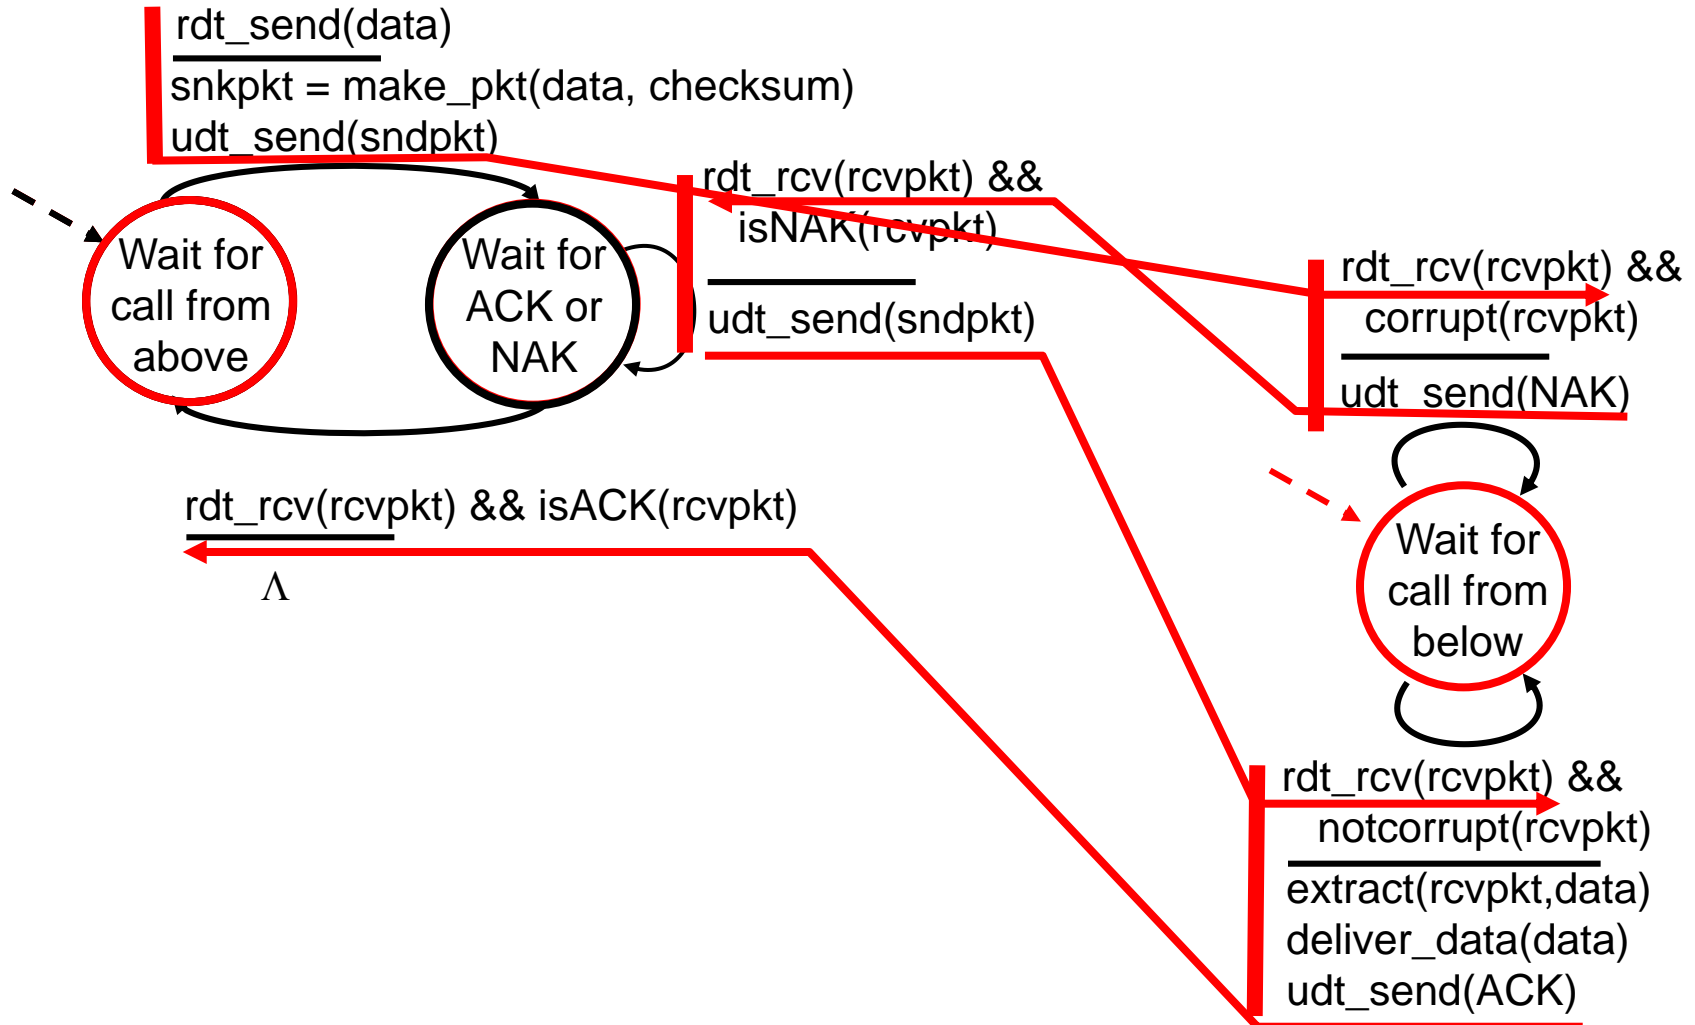 rdt_send(data)
snkpkt = make_pkt(data, checksum)
udt_send(sndpkt)
rdt_rcv(rcvpkt) &&
isNAK(rcvpkt)
udt_send(sndpkt)
Wait for
call from
above
Wait for
ACK or
NAK
rdt_rcv(rcvpkt) && isACK(rcvpkt)
Λ
rdt_rcv(rcvpkt) &&
corrupt(rcvpkt)
udt_send(NAK)
Wait for
call from
below
rdt_rcv(rcvpkt) &&
notcorrupt(rcvpkt)
extract(rcvpkt,data)
deliver_data(data)
udt_send(ACK)